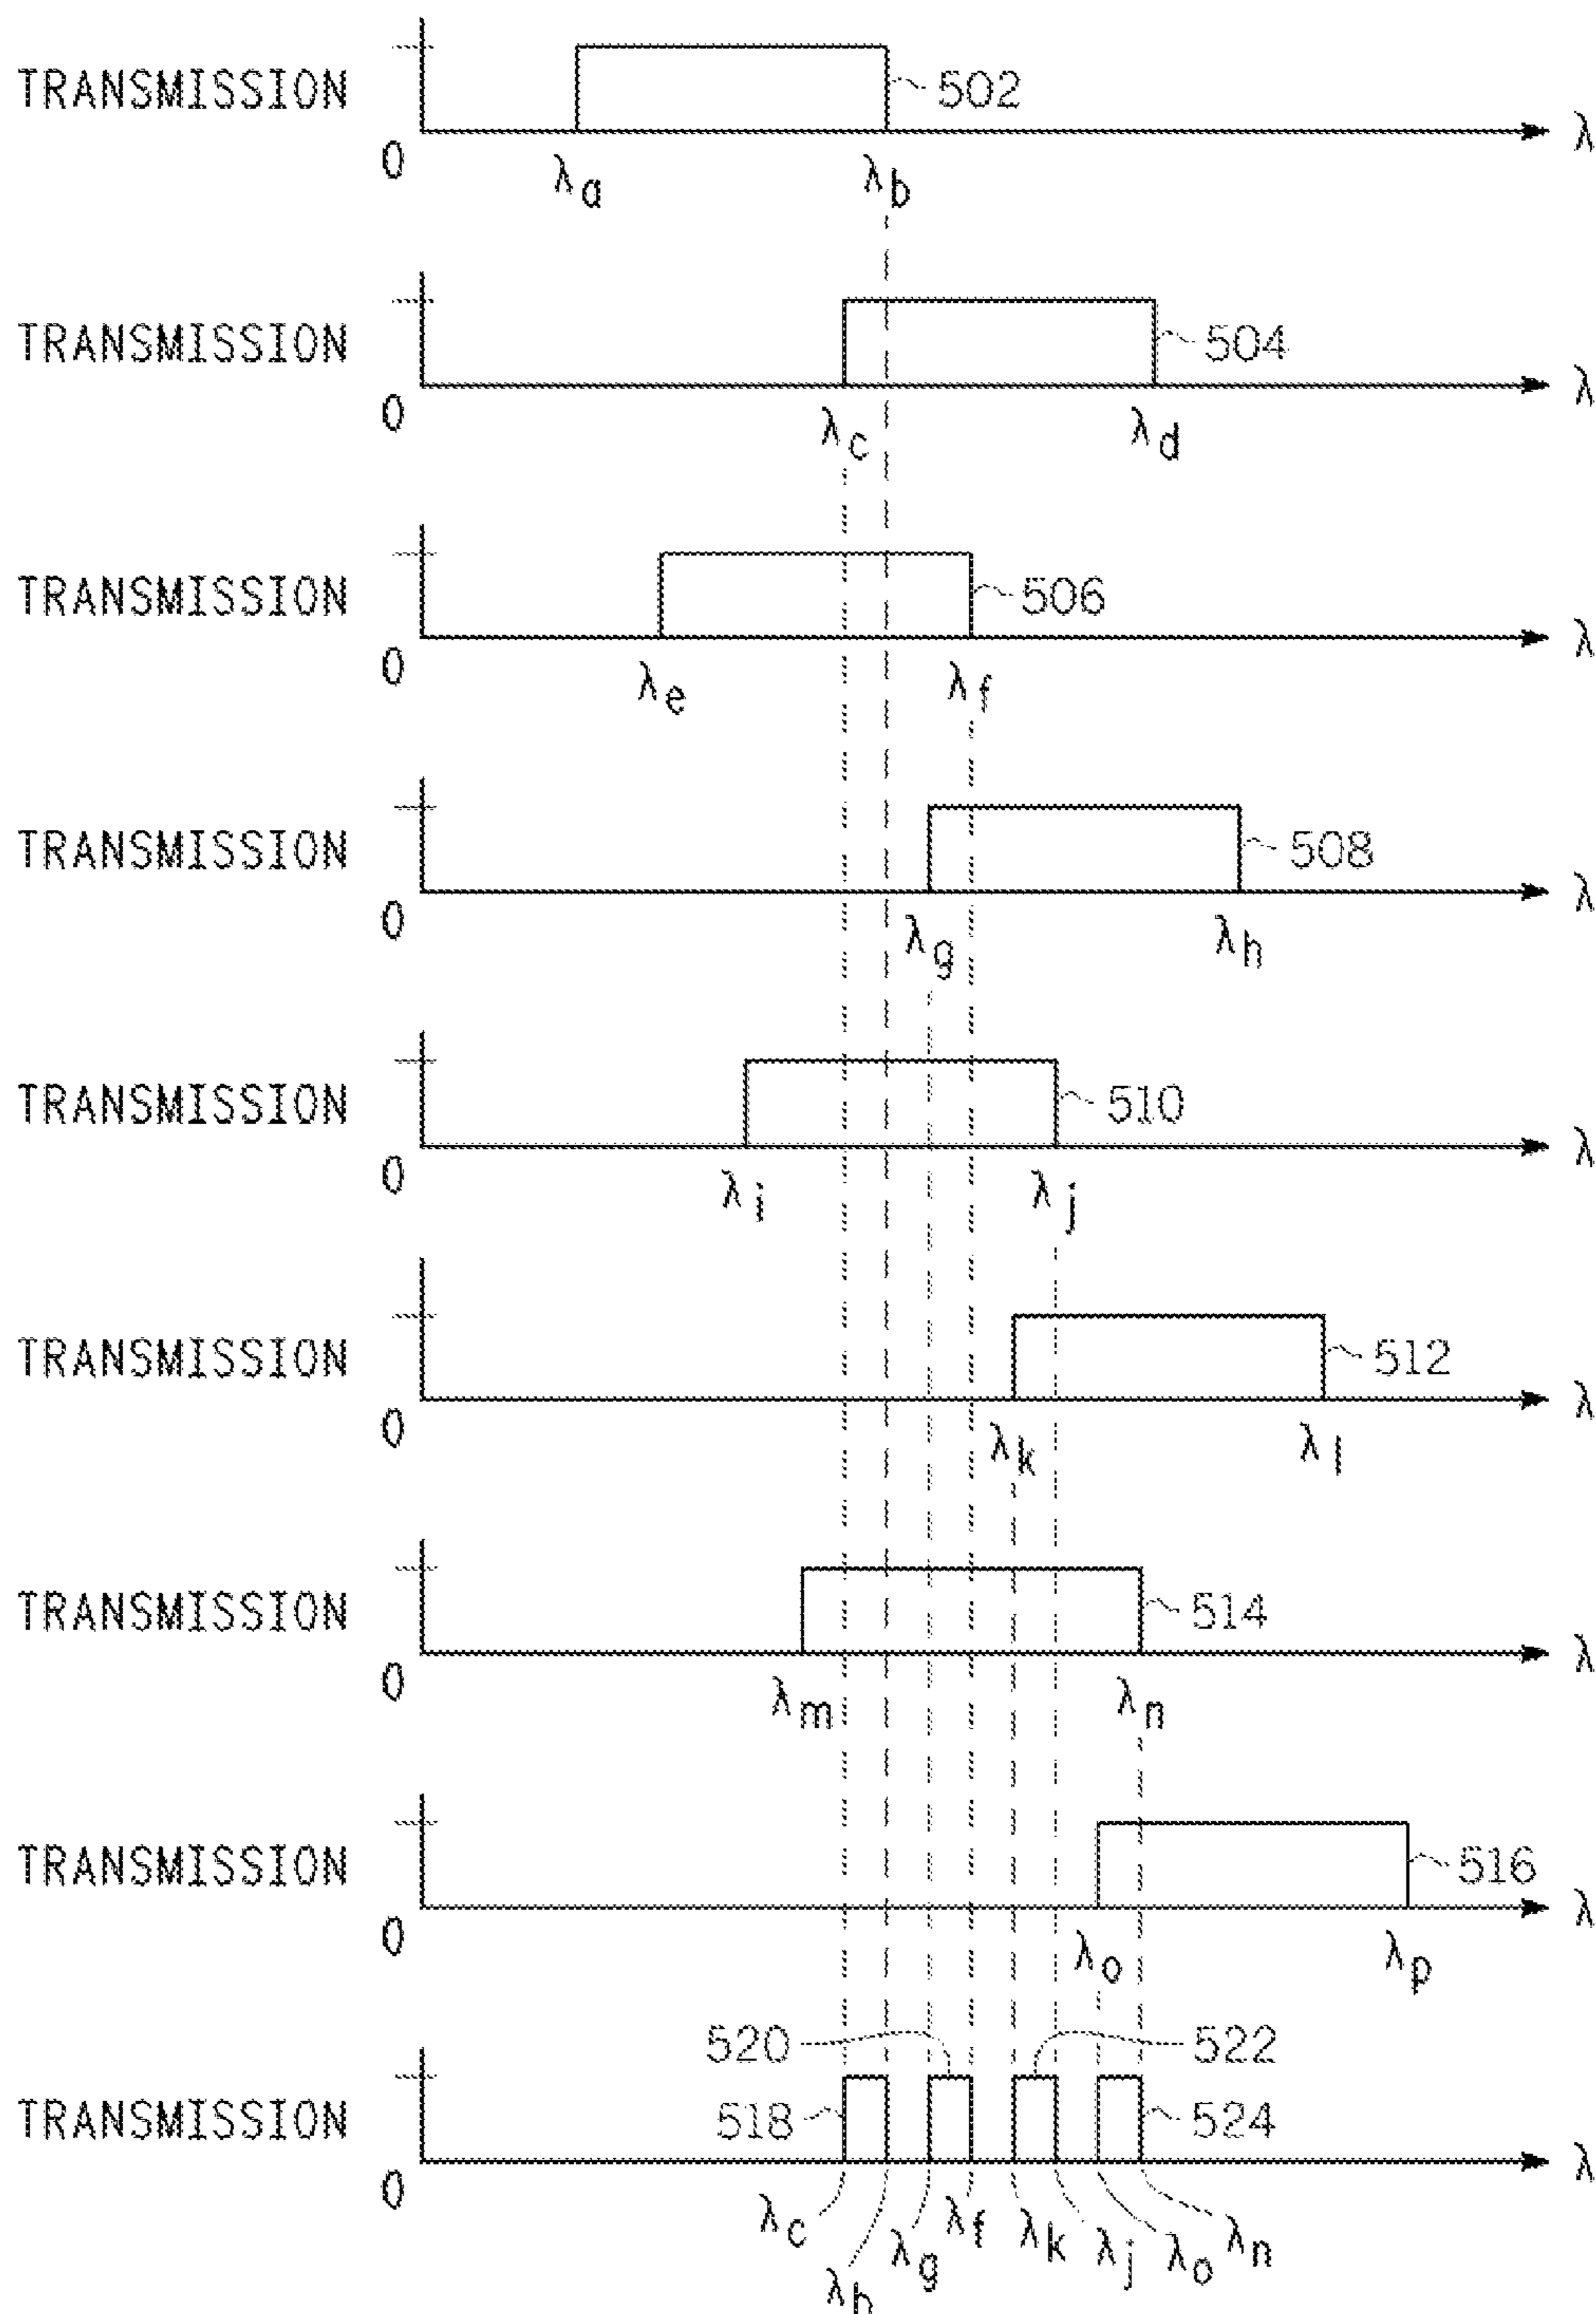 TRANSMISSION 502
0 λa λb λ
TRANSMISSION 504
0 λc λd λ
TRANSMISSION 506
0 λe λf λ
TRANSMISSION 508
0 λg λh λ
TRANSMISSION 510
0 λi λj λ
TRANSMISSION 512
0 λk λl λ
TRANSMISSION 514
0 λm λn λ
TRANSMISSION 516
0 λo λp λ
520 522
TRANSMISSION 518 524
0 λ
λc λb λg λf λk λj λo λn